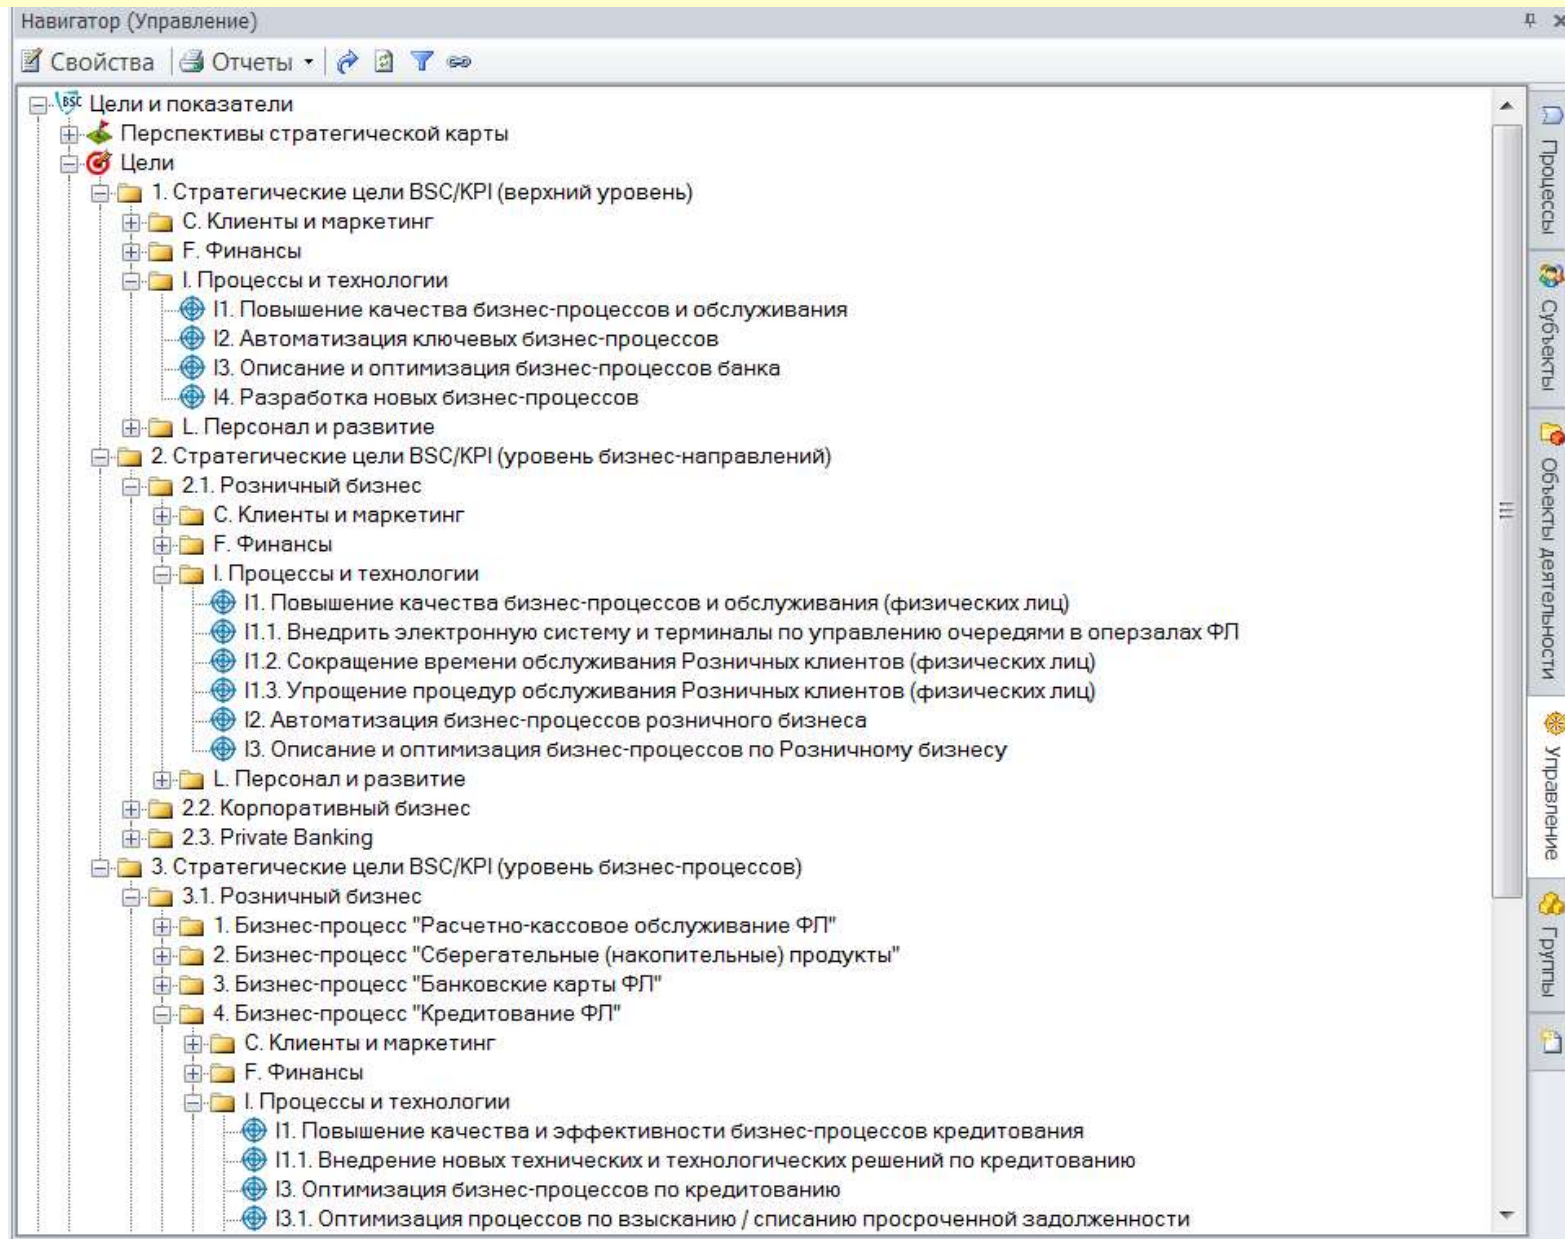 Навигатор (Управление)
Свойства Отчеты
BSC Цели и показатели
Перспективы стратегической карты
Цели
1. Стратегические цели BSC/KPI (верхний уровень)
C. Клиенты и маркетинг
F. Финансы
I. Процессы и технологии
I1. Повышение качества бизнес-процессов и обслуживания
I2. Автоматизация ключевых бизнес-процессов
I3. Описание и оптимизация бизнес-процессов банка
I4. Разработка новых бизнес-процессов
L. Персонал и развитие
2. Стратегические цели BSC/KPI (уровень бизнес-направлений)
2.1. Розничный бизнес
C. Клиенты и маркетинг
F. Финансы
I. Процессы и технологии
I1. Повышение качества бизнес-процессов и обслуживания (физических лиц)
I1.1. Внедрить электронную систему и терминалы по управлению очередями в оперзалах ФЛ
I1.2. Сокращение времени обслуживания Розничных клиентов (физических лиц)
I1.3. Упрощение процедур обслуживания Розничных клиентов (физических лиц)
I2. Автоматизация бизнес-процессов розничного бизнеса
I3. Описание и оптимизация бизнес-процессов по Розничному бизнесу
L. Персонал и развитие
2.2. Корпоративный бизнес
2.3. Private Banking
3. Стратегические цели BSC/KPI (уровень бизнес-процессов)
3.1. Розничный бизнес
1. Бизнес-процесс "Расчетно-кассовое обслуживание ФЛ"
2. Бизнес-процесс "Сберегательные (накопительные) продукты"
3. Бизнес-процесс "Банковские карты ФЛ"
4. Бизнес-процесс "Кредитование ФЛ"
C. Клиенты и маркетинг
F. Финансы
I. Процессы и технологии
I1. Повышение качества и эффективности бизнес-процессов кредитования
I1.1. Внедрение новых технических и технологических решений по кредитованию
I3. Оптимизация бизнес-процессов по кредитованию
I3.1. Оптимизация процессов по взысканию / списанию просроченной задолженности
Процессы
Субъекты
Объекты деятельности
Управление
Группы